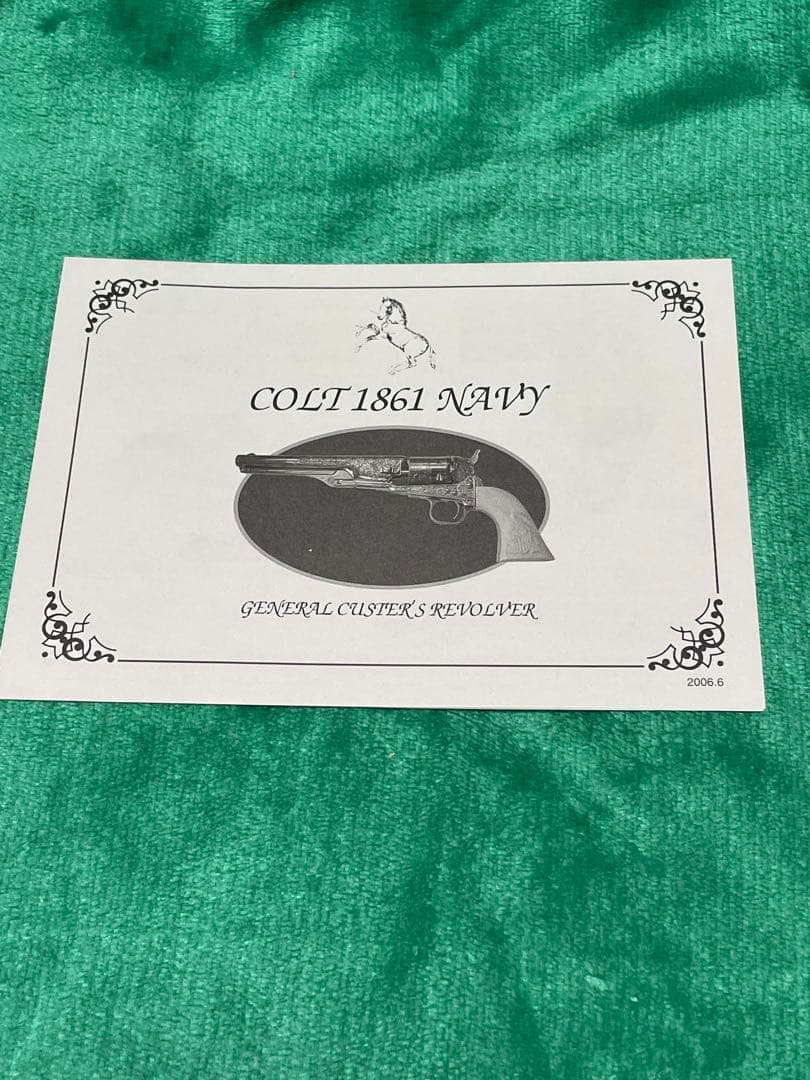 COLT 1861 NAVY
GENERAL CUSTER'S REVOLVER
2006.6